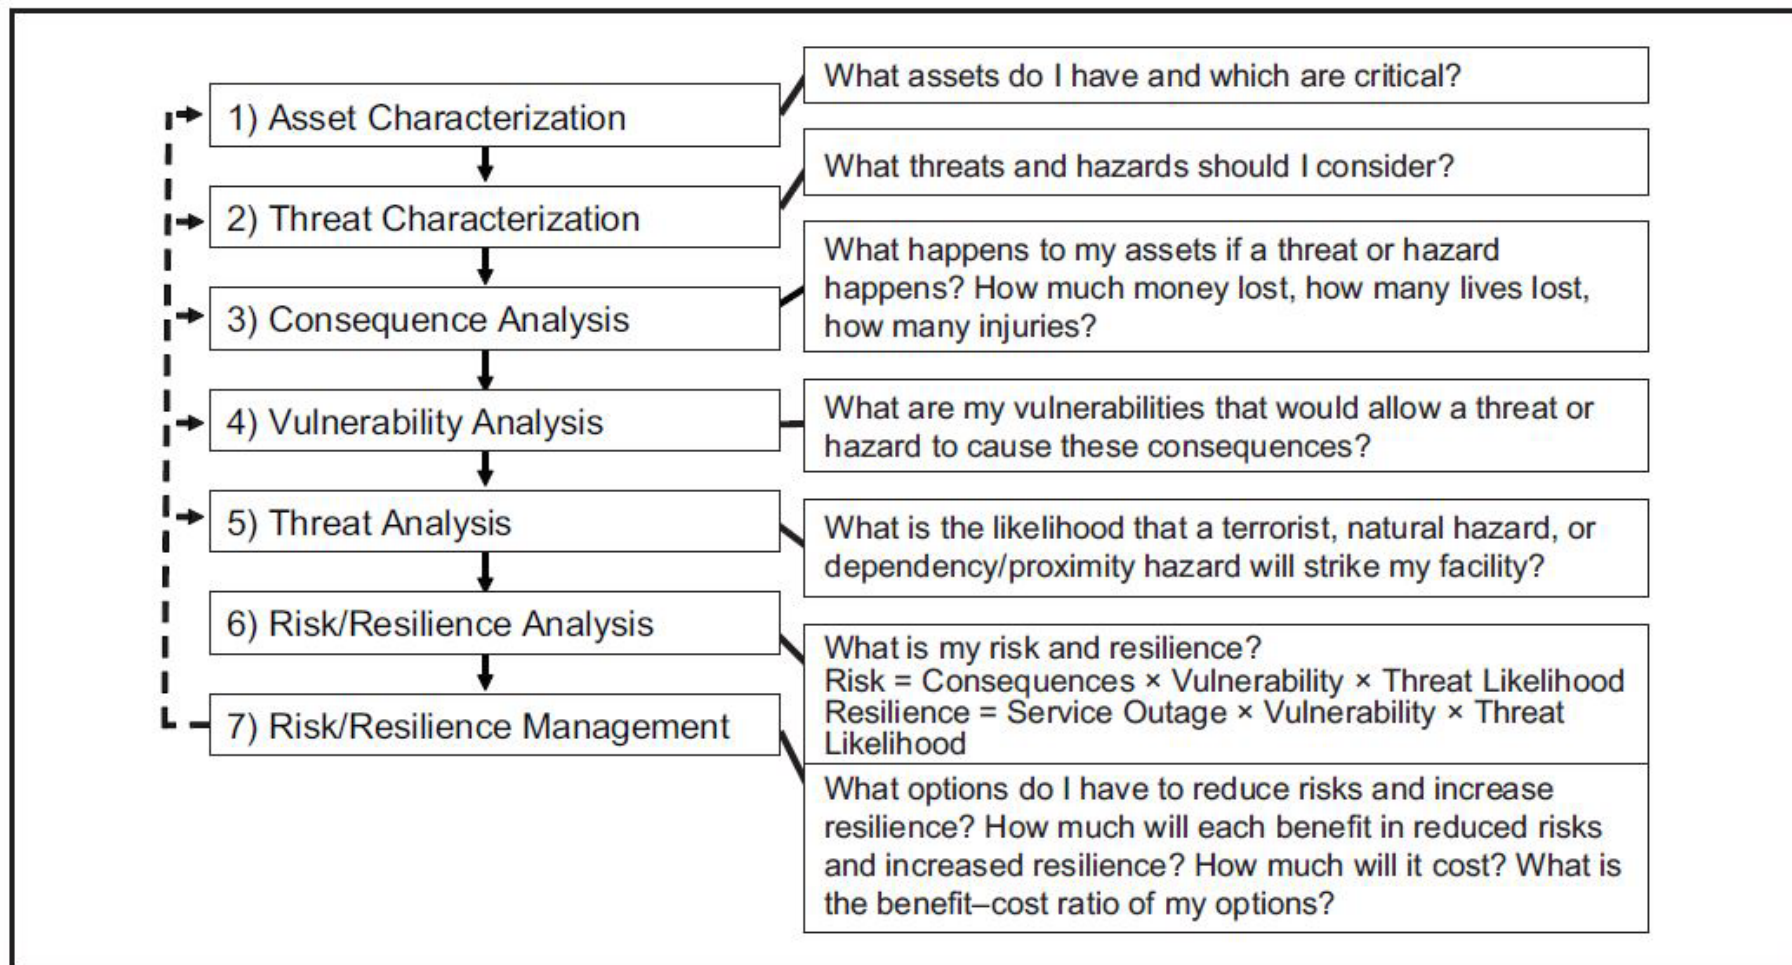 1) Asset Characterization
What assets do I have and which are critical?
2) Threat Characterization
What threats and hazards should I consider?
3) Consequence Analysis
What happens to my assets if a threat or hazard
happens? How much money lost, how many lives lost,
how many injuries?
4) Vulnerability Analysis
What are my vulnerabilities that would allow a threat or
hazard to cause these consequences?
5) Threat Analysis
What is the likelihood that a terrorist, natural hazard, or
dependency/proximity hazard will strike my facility?
6) Risk/Resilience Analysis
What is my risk and resilience?
Risk = Consequences × Vulnerability × Threat Likelihood
Resilience = Service Outage × Vulnerability × Threat
Likelihood
7) Risk/Resilience Management
What options do I have to reduce risks and increase
resilience? How much will each benefit in reduced risks
and increased resilience? How much will it cost? What is
the benefit–cost ratio of my options?